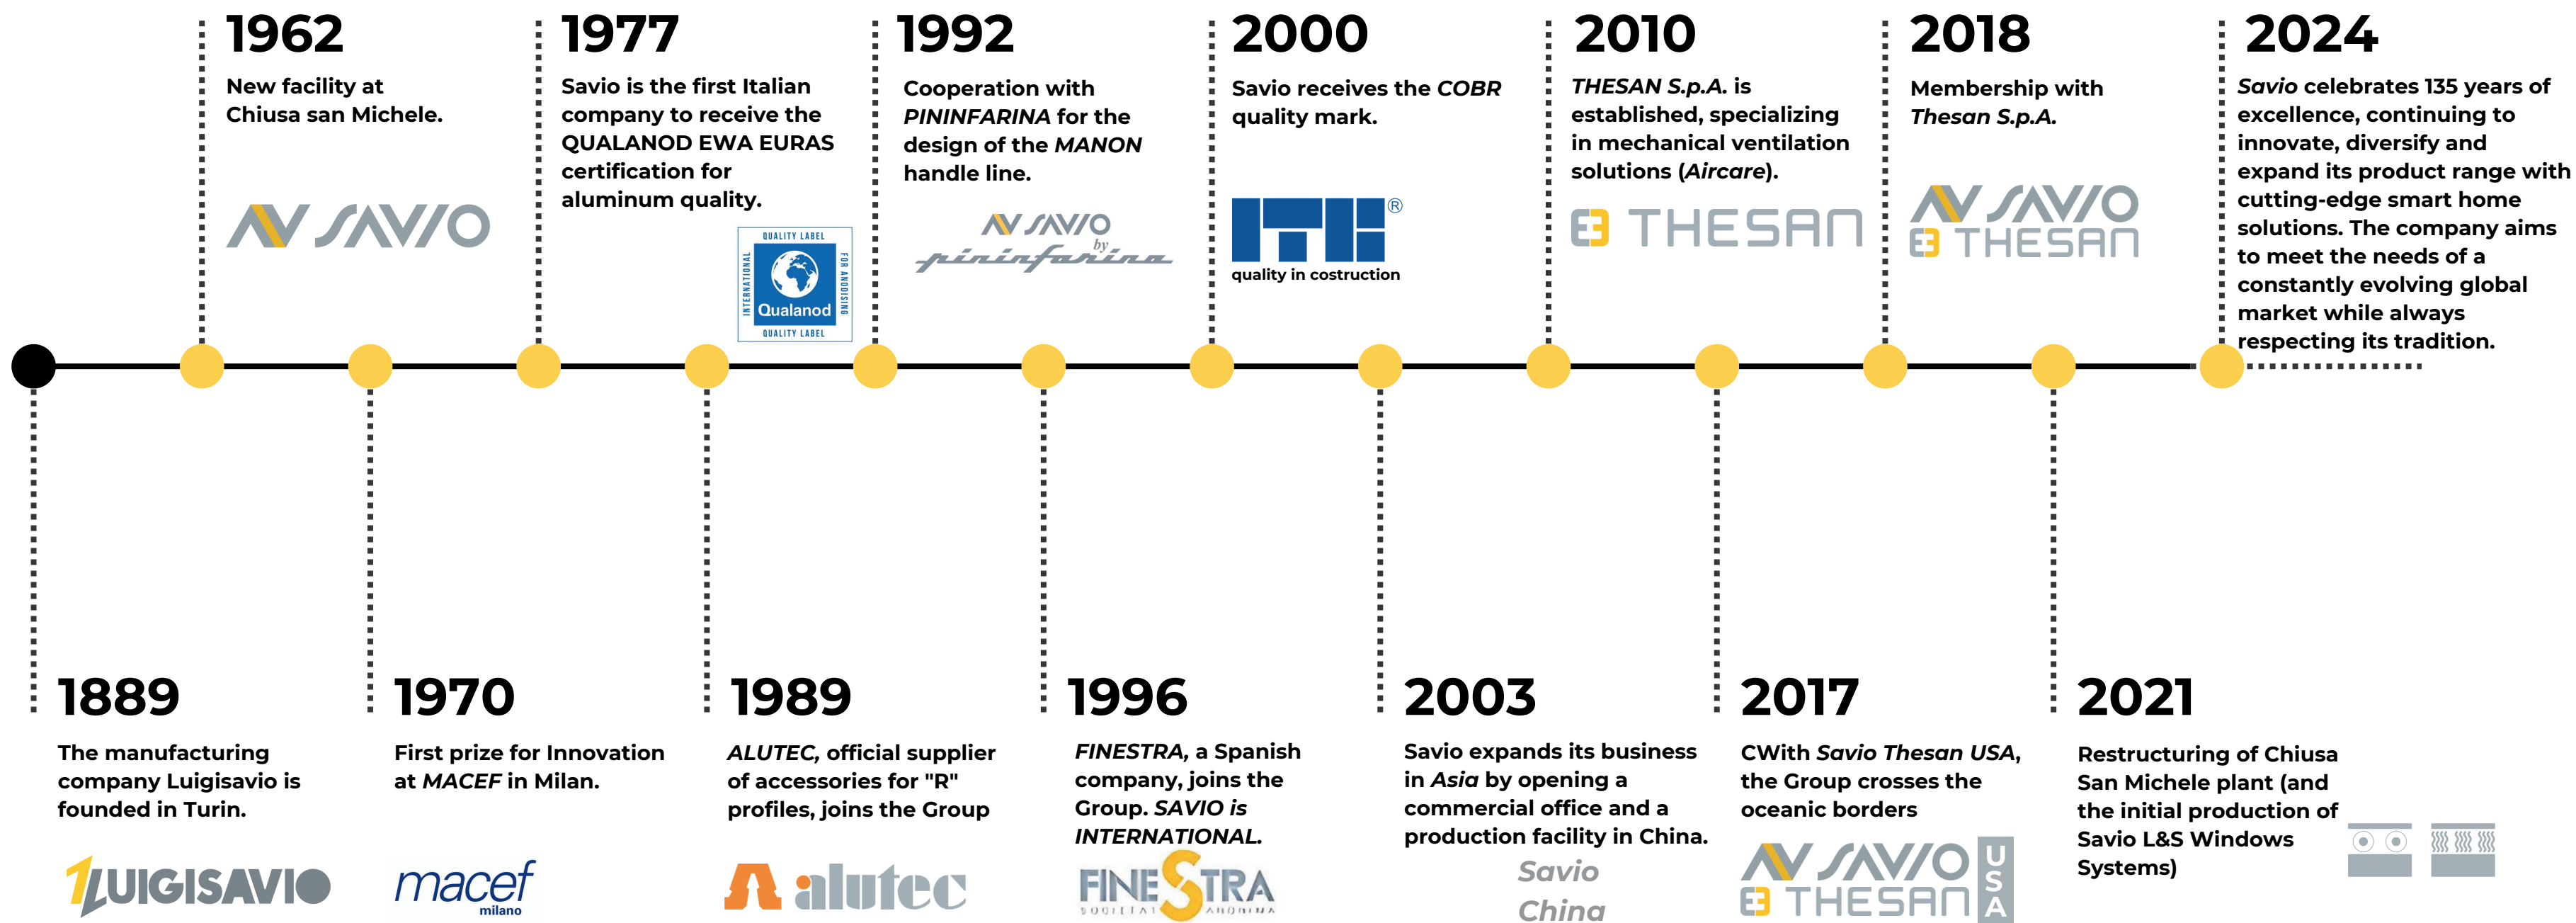 1962
New facility at
Chiusa san Michele.
SAVIO
1977
Savio is the first Italian
company to receive the
QUALANOD EWA EURAS
certification for
aluminum quality.
QUALITY LABEL
INTERNATIONAL
FOR ANODISING
Qualanod
QUALITY LABEL
1992
Cooperation with
PININFARINA for the
design of the MANON
handle line.
SAVIO
by
pininfarina
2000
Savio receives the COBR
quality mark.
®
quality in costruction
2010
THESAN S.p.A. is
established, specializing
in mechanical ventilation
solutions (Aircare).
THESAN
2018
Membership with
Thesan S.p.A.
SAVIO
THESAN
2024
Savio celebrates 135 years of
excellence, continuing to
innovate, diversify and
expand its product range with
cutting-edge smart home
solutions. The company aims
to meet the needs of a
constantly evolving global
market while always
respecting its tradition.
1889
The manufacturing
company Luigisavio is
founded in Turin.
LUIGISAVIO
1970
First prize for Innovation
at MACEF in Milan.
macef
milano
1989
ALUTEC, official supplier
of accessories for "R"
profiles, joins the Group
alutec
1996
FINESTRA, a Spanish
company, joins the
Group. SAVIO is
INTERNATIONAL.
FINESTRA
2003
Savio expands its business
in Asia by opening a
commercial office and a
production facility in China.
Savio
China
2017
CWith Savio Thesan USA,
the Group crosses the
oceanic borders
SAVIO
THESAN
USA
2021
Restructuring of Chiusa
San Michele plant (and
the initial production of
Savio L&S Windows
Systems)